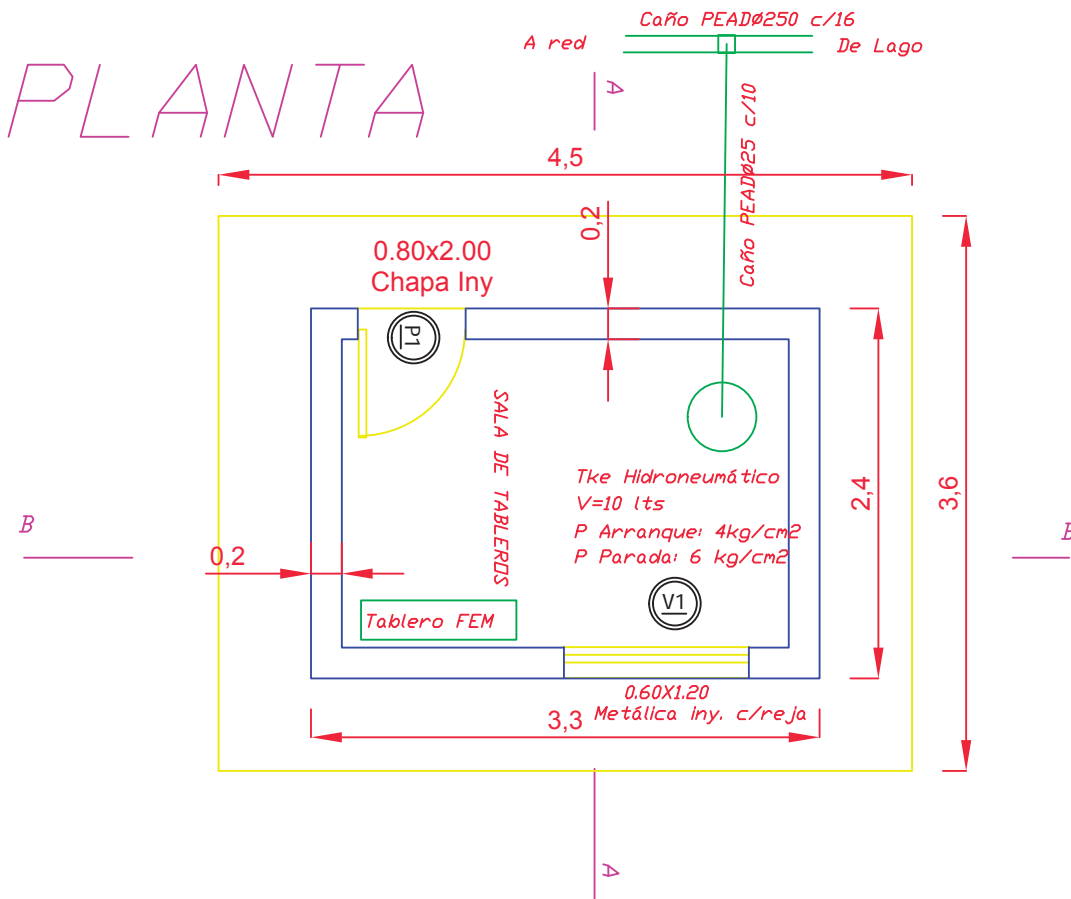 PLANTA
Caño PEADØ250 c/16
A red
De Lago
A
4,5
Caño PEADØ25 c/10
0,2
0.80x2.00
Chapa Iny
P1
SALA DE TABLEROS
Tke Hidroneumático
V=10 lts
P Arranque: 4kg/cm2
P Parada: 6 kg/cm2
2,4
3,6
B
B
0,2
Tablero FEM
V1
0.60X1.20
Metálica iny. c/reja
3,3
A